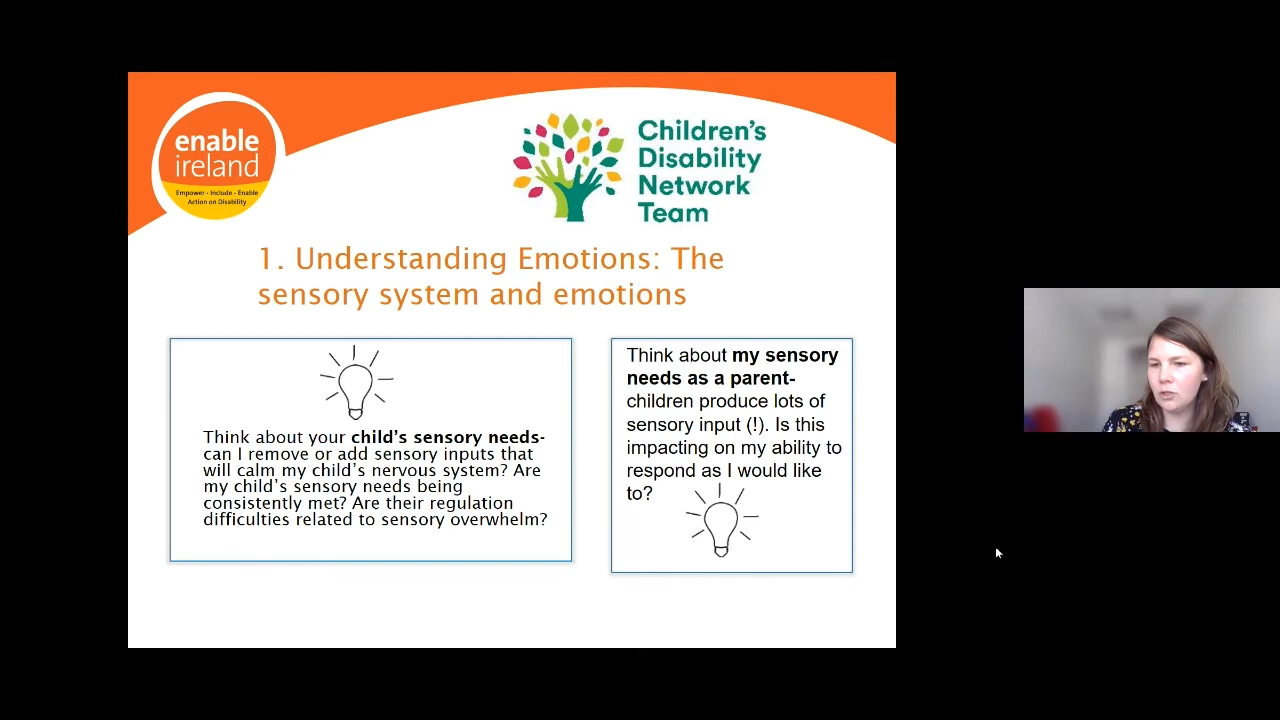 enable
ireland
Empower • Include • Enable
Action on Disability
Children's
Disability
Network
Team
1. Understanding Emotions: The
sensory system and emotions
Think about your child's sensory needs-
can I remove or add sensory inputs that
will calm my child's nervous system? Are
my child's sensory needs being
consistently met? Are their regulation
difficulties related to sensory overwhelm?
Think about my sensory
needs as a parent-
children produce lots of
sensory input (!). Is this
impacting on my ability to
respond as I would like
to?